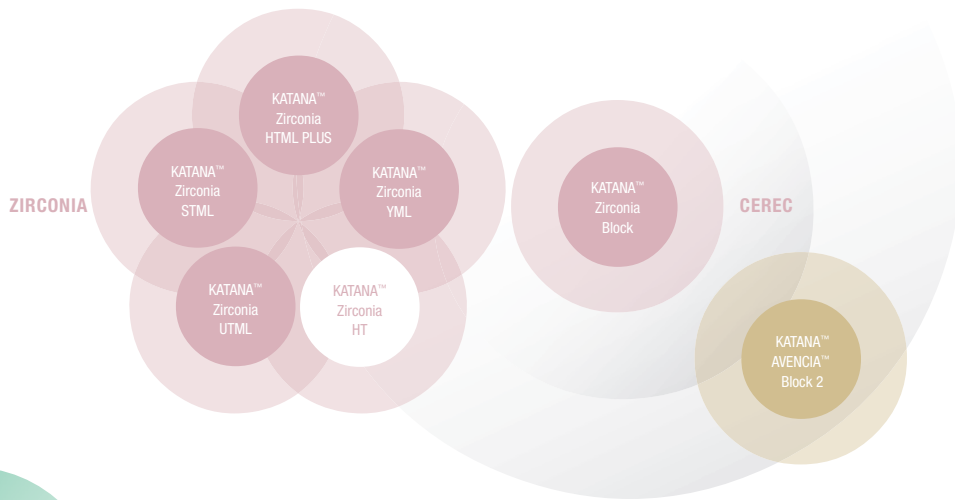 ZIRCONIA
KATANA™
Zirconia
HTML PLUS
KATANA™
Zirconia
STML
KATANA™
Zirconia
YML
KATANA™
Zirconia
UTML
KATANA™
Zirconia
HT
KATANA™
Zirconia
Block
CEREC
KATANA™
AVENCIA™
Block 2